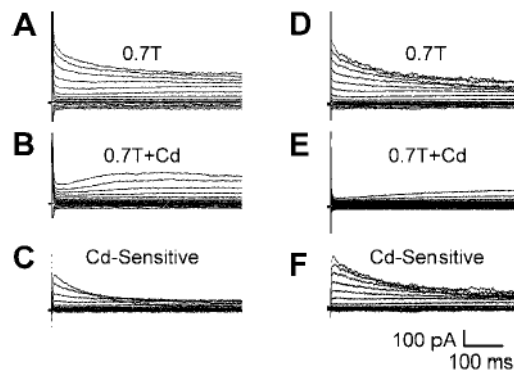 A
0.7T
D
0.7T
B
0.7T+Cd
E
0.7T+Cd
C
Cd-Sensitive
F
Cd-Sensitive
100 pA
100 ms